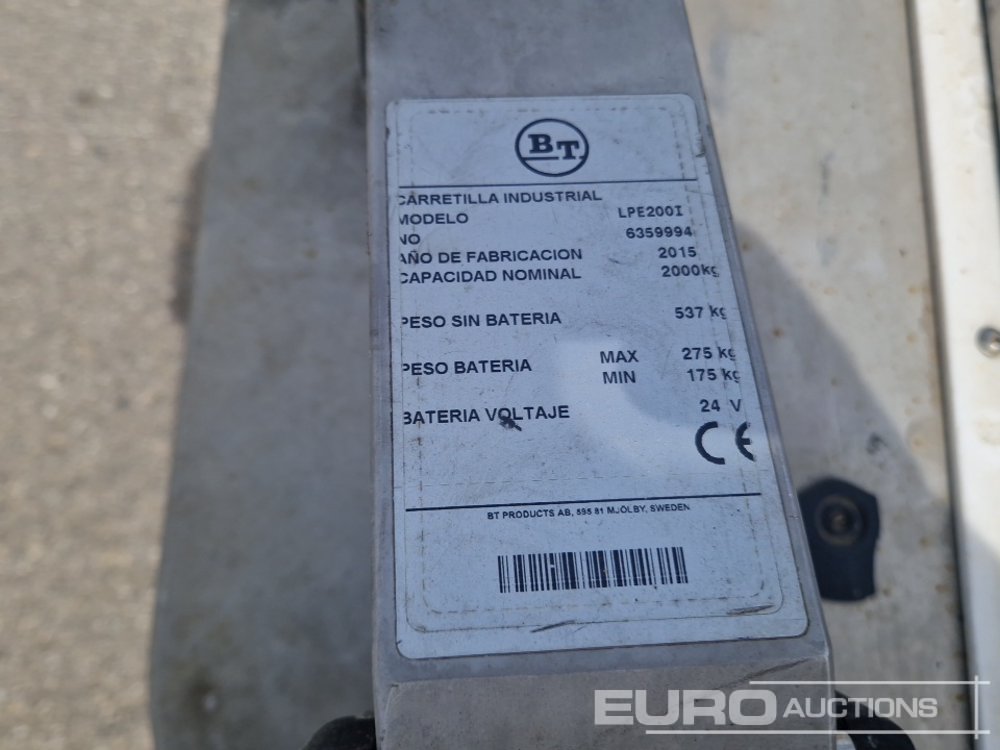 BT
CARRETILLA INDUSTRIAL
MODELO LPE200I
NO 6359994
AÑO DE FABRICACION 2015
CAPACIDAD NOMINAL 2000kg
PESO SIN BATERIA 537 kg
PESO BATERIA MAX 275 kg
MIN 175 kg
BATERIA VOLTAJE 24 V
CE
BT PRODUCTS AB, 595 81 MJÖLBY, SWEDEN
EURO AUCTIONS